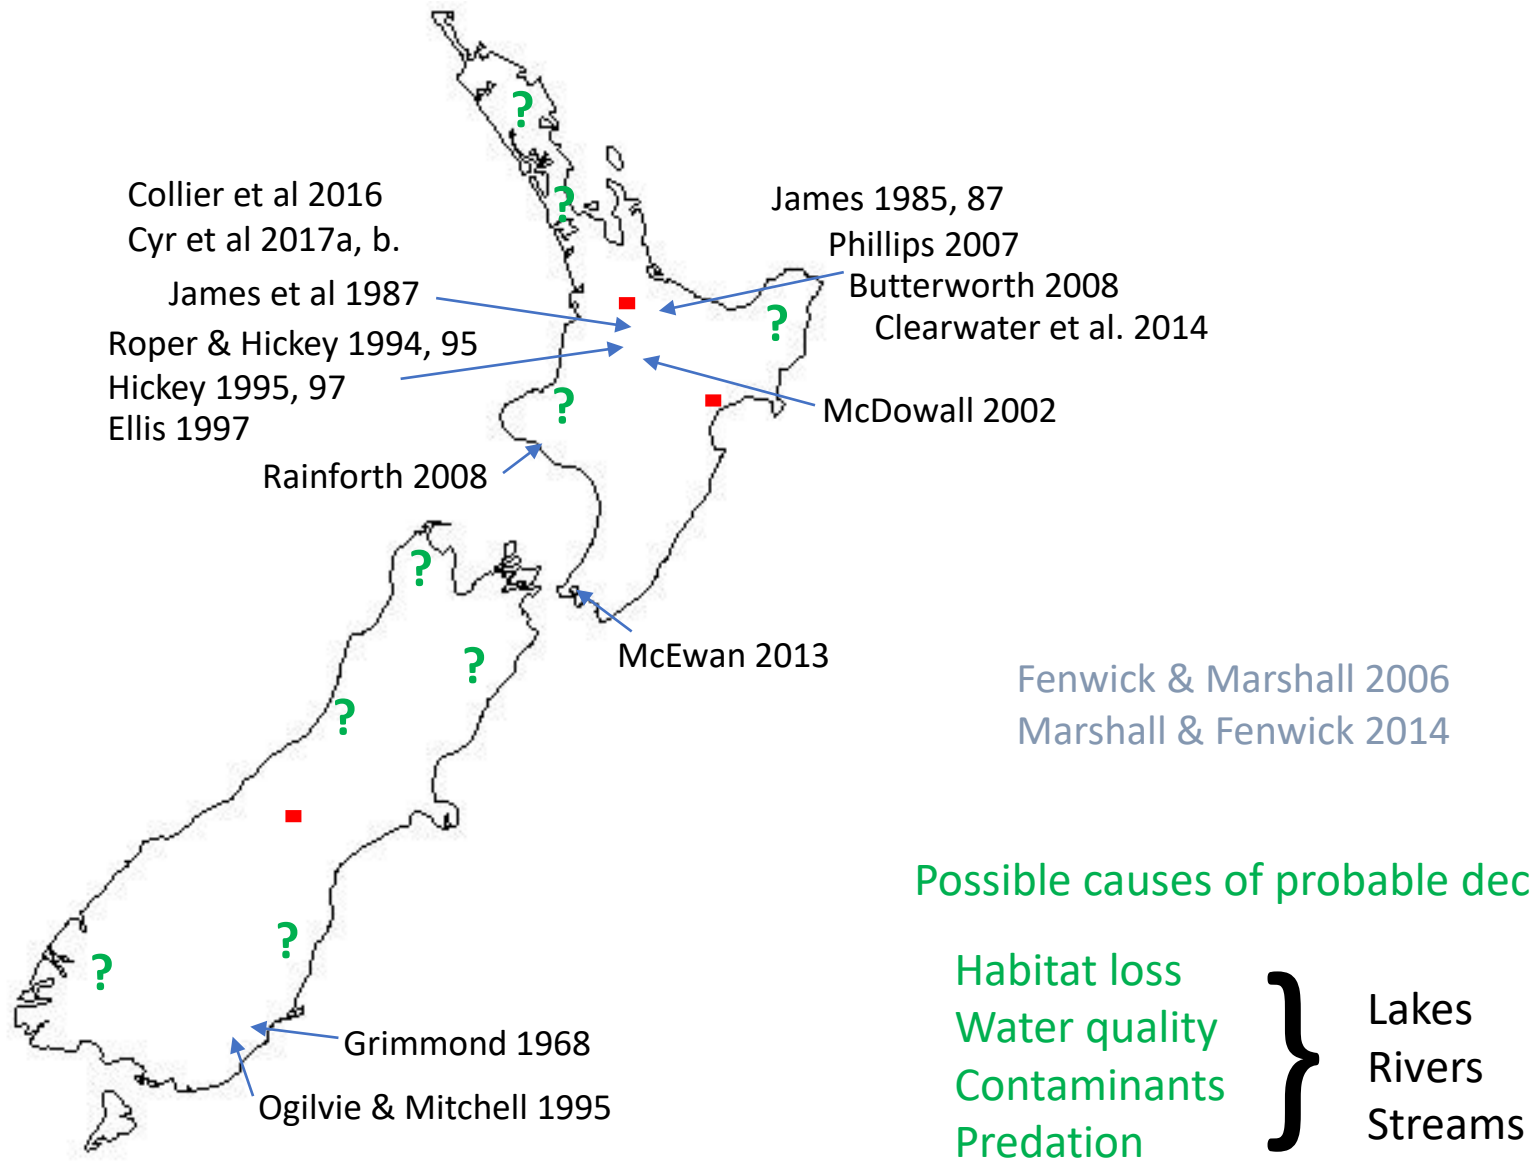 ?
?
Collier et al 2016
Cyr et al 2017a, b.
James et al 1987
Roper & Hickey 1994, 95
Hickey 1995, 97
Ellis 1997
Rainforth 2008
James 1985, 87
Phillips 2007
Butterworth 2008
Clearwater et al. 2014
?
?
McDowall 2002
?
?
?
McEwan 2013
Fenwick & Marshall 2006
Marshall & Fenwick 2014
?
?
Grimmond 1968
Ogilvie & Mitchell 1995
Possible causes of probable dec
Habitat loss
Water quality
Contaminants
Predation
}
Lakes
Rivers
Streams